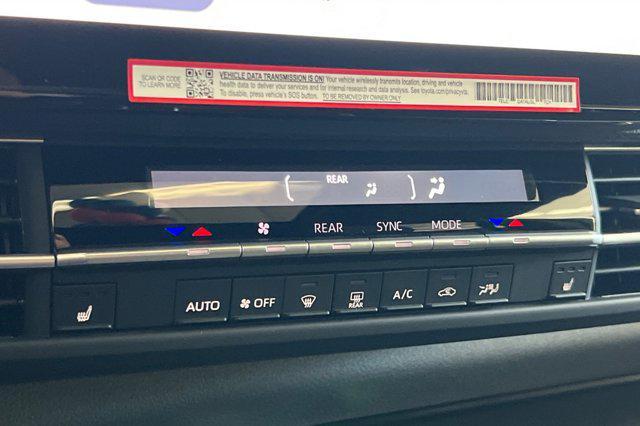 SCAN QR CODE
TO LEARN MORE
VEHICLE DATA TRANSMISSION IS ON! Your vehicle wirelessly transmits location, driving and vehicle
health data to deliver your services and for internal research and data analysis. See toyota.com/privacyvts.
To disable, press vehicle's SOS button. TO BE REMOVED BY OWNER ONLY
REAR
REAR SYNC MODE
AUTO OFF REAR A/C